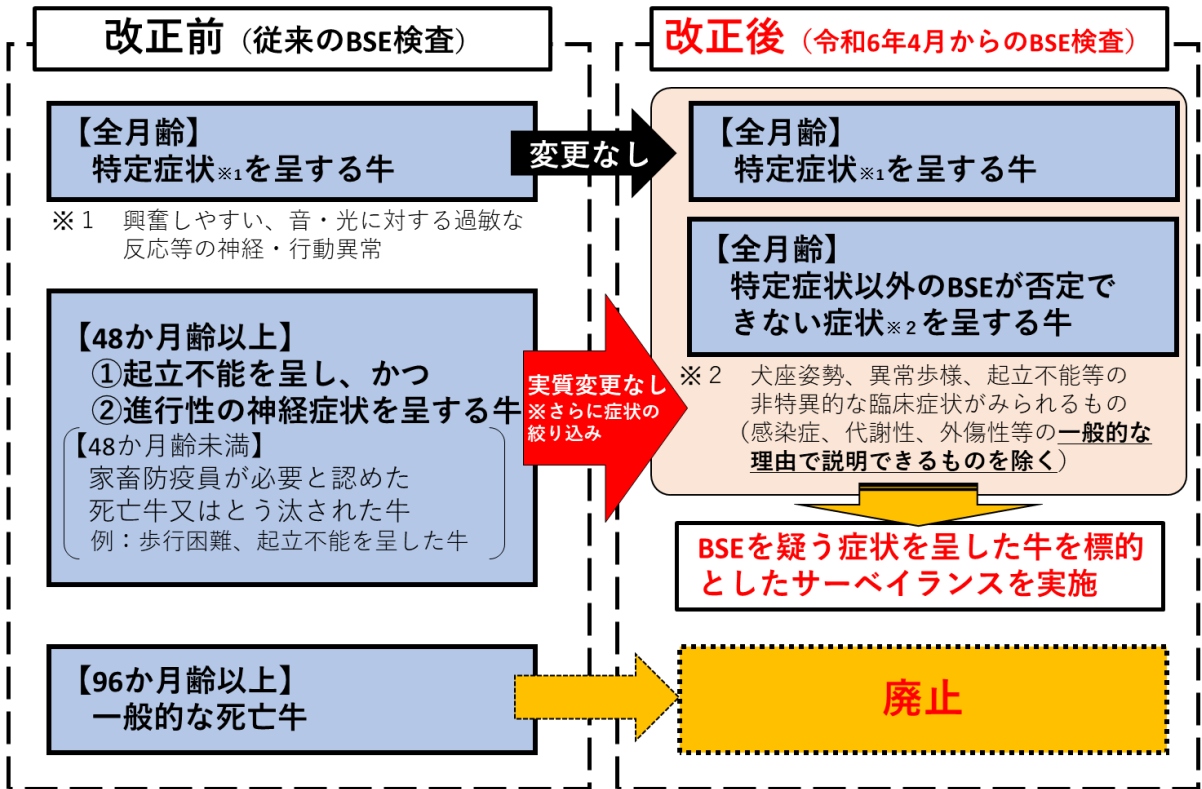 改正前（従来のBSE検査）
【全月齢】
特定症状※1を呈する牛
※１　興奮しやすい、音・光に対する過敏な
反応等の神経・行動異常
【48か月齢以上】
①起立不能を呈し、かつ
②進行性の神経症状を呈する牛
【48か月齢未満】
家畜防疫員が必要と認めた
死亡牛又はとう汰された牛
例：歩行困難、起立不能を呈した牛
【96か月齢以上】
一般的な死亡牛
変更なし
実質変更なし
※さらに症状の
絞り込み
改正後（令和6年4月からのBSE検査）
【全月齢】
特定症状※1を呈する牛
【全月齢】
特定症状以外のBSEが否定で
きない症状※２を呈する牛
※２　犬座姿勢、異常歩様、起立不能等の
非特異的な臨床症状がみられるもの
（感染症、代謝性、外傷性等の一般的な
理由で説明できるものを除く）
BSEを疑う症状を呈した牛を標的
としたサーベイランスを実施
廃止